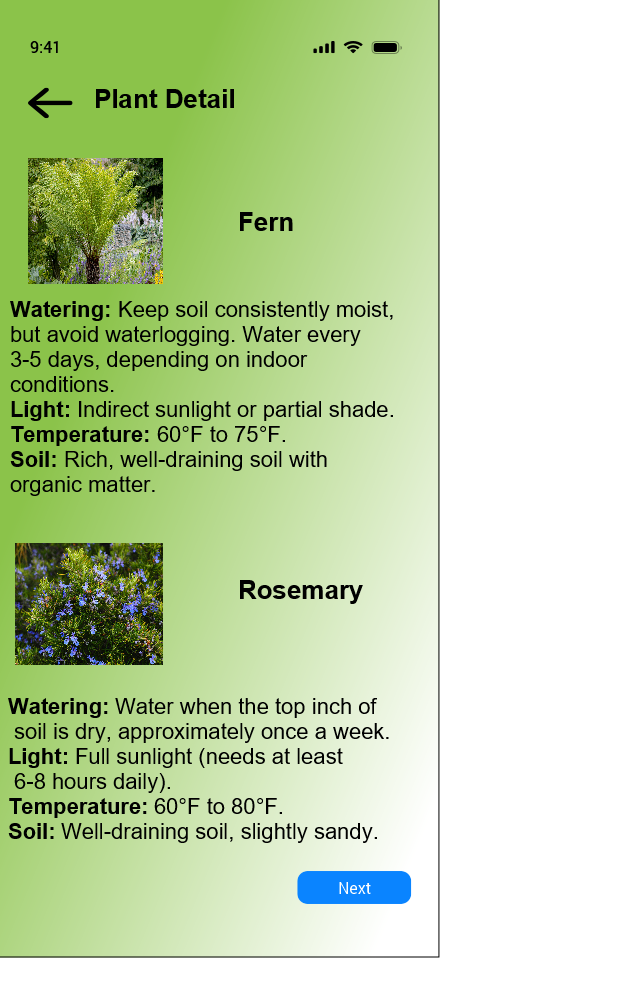 9:41
Plant Detail
Fern
Watering: Keep soil consistently moist,
but avoid waterlogging. Water every
3-5 days, depending on indoor
conditions.
Light: Indirect sunlight or partial shade.
Temperature: 60°F to 75°F.
Soil: Rich, well-draining soil with
organic matter.
Rosemary
Watering: Water when the top inch of
soil is dry, approximately once a week.
Light: Full sunlight (needs at least
6-8 hours daily).
Temperature: 60°F to 80°F.
Soil: Well-draining soil, slightly sandy.
Next